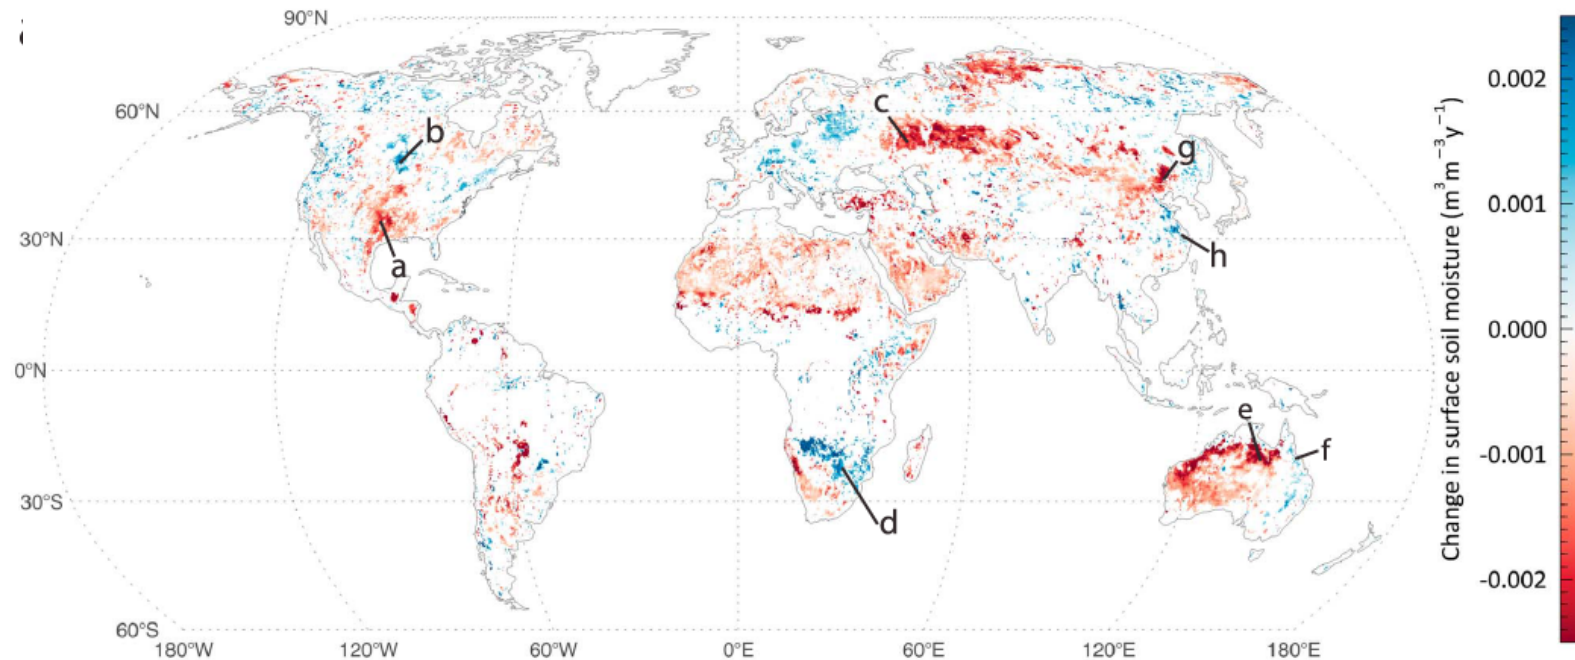 90°N
60°N
30°N
0°N
30°S
60°S
180°W 120°W 60°W 0°E 60°E 120°E 180°E
a
b
c
d
e
f
g
h
0.002
0.001
0.000
-0.001
-0.002
Change in surface soil moisture (m³ m⁻³ y⁻¹)